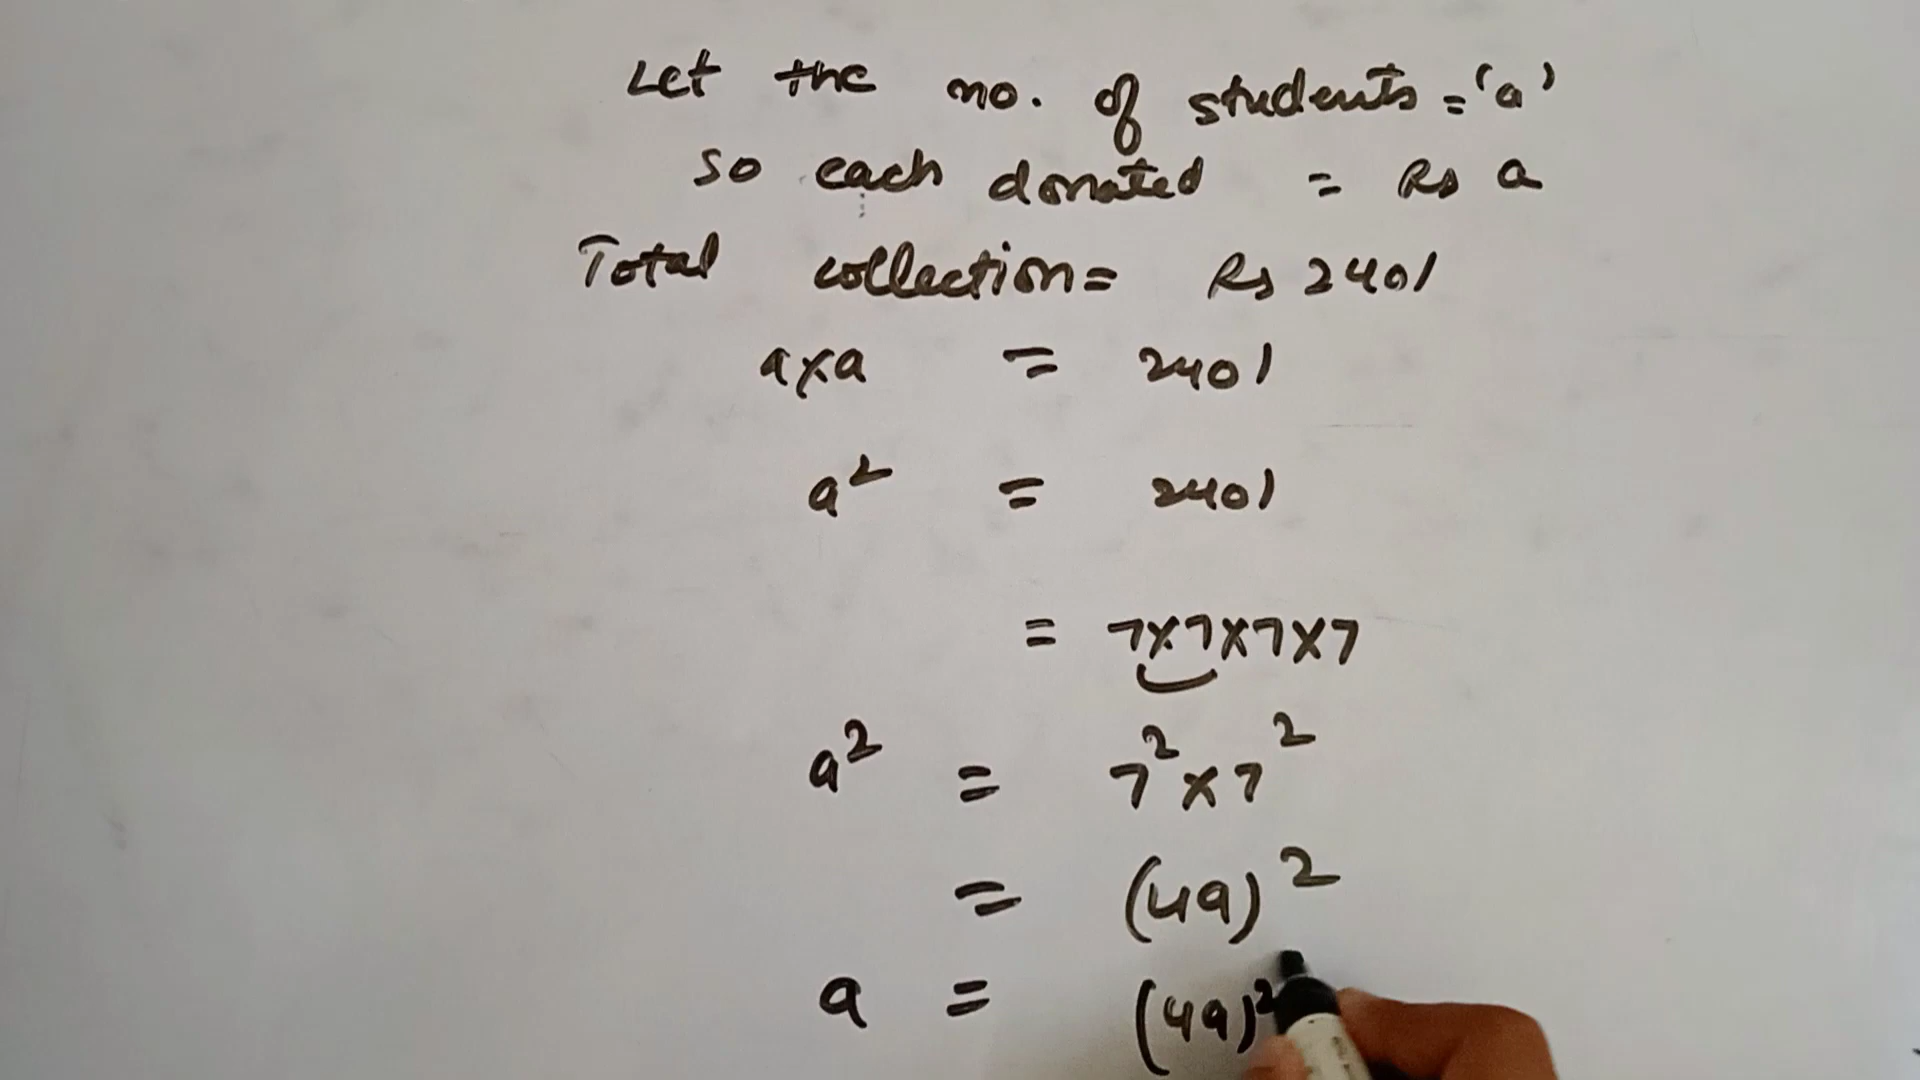 Let the no. of students = 'a'
so each donated = Rs a
Total collection = Rs 2401
a×a = 2401
a² = 2401
= 7×7×7×7
a² = 7²×7²
= (49)²
a = (49)²